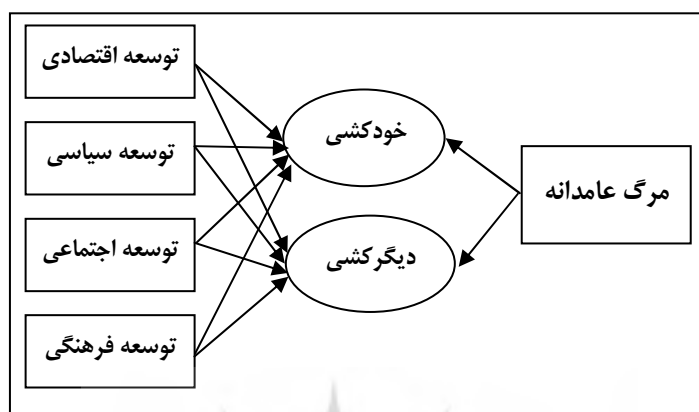 توسعه اقتصادی
توسعه سیاسی
توسعه اجتماعی
توسعه فرهنگی
خودکشی
دیگرکشی
مرگ عامدانه